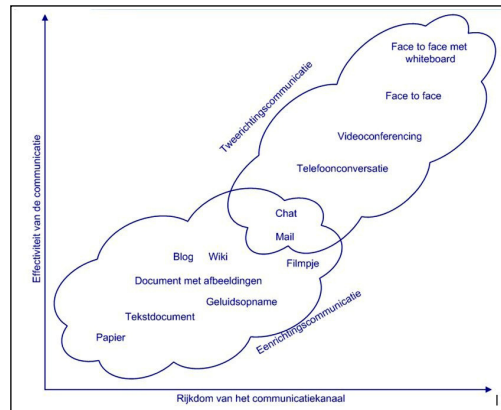 Face to face met
whiteboard
Face to face
Videoconferencing
Telefoonconversatie
Tweerichtingscommunicatie
Chat
Mail
Blog Wiki
Filmpje
Document met afbeeldingen
Geluidsopname
Tekstdocument
Papier
Eenrichtingscommunicatie
Effectiviteit van de communicatie
Rijkdom van het communicatiekanaal